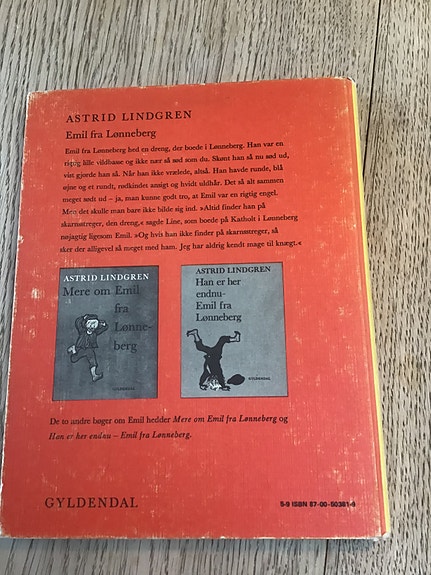 ASTRID LINDGREN
Emil fra Lønneberg
Emil fra Lønneberg hed en dreng, der boede i Lønneberg. Han var en
rigtig lille vildbasse og ikke nær så sød som du. Skønt han så nu sød ud,
vist gjorde han så. Når han ikke vrælede, altså. Han havde runde, blå
øjne og et rundt, rødkindet ansigt og hvidt uldhår. Det så alt sammen
meget sødt ud – ja, man kunne godt tro, at Emil var en rigtig engel.
Men det skulle man bare ikke bilde sig ind. »Altid finder han på
skarnsstreger, den dreng,« sagde Line, som boede på Katholt i Lønneberg
nøjagtig ligesom Emil. »Og hvis han ikke finder på skarnsstreger, så
sker der alligevel så meget med ham. Jeg har aldrig kendt mage til knægt.«
ASTRID LINDGREN
Mere om Emil
fra
Lønne-
berg
GYLDENDAL
ASTRID LINDGREN
Han er her
endnu-
Emil fra
Lønneberg
GYLDENDAL
De to andre bøger om Emil hedder Mere om Emil fra Lønneberg og
Han er her endnu – Emil fra Lønneberg.
GYLDENDAL
5-9 ISBN 87-00-50361-9